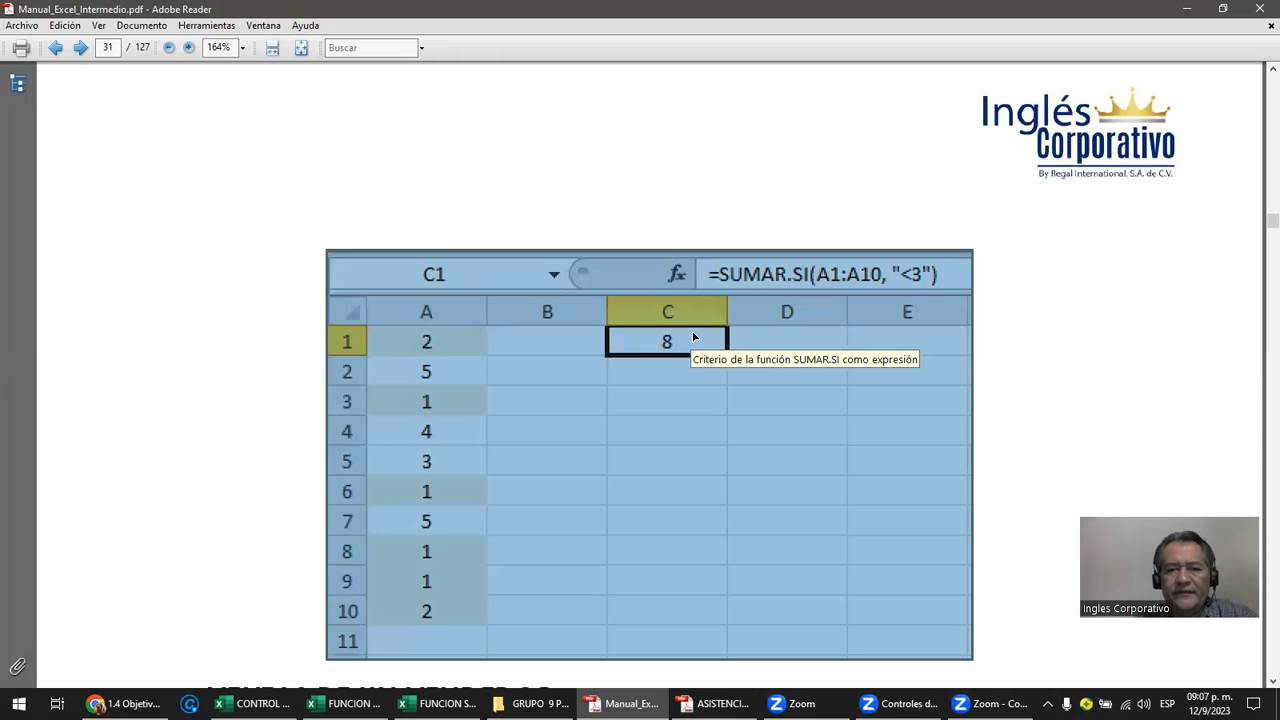 Manual_Excel_Intermedio.pdf - Adobe Reader
Archivo Edición Ver Documento Herramientas Ventana Ayuda
31 / 127 164% Buscar
Inglés
Corporativo
By Regal International, S.A. de C.V.
C1 fx =SUMAR.SI(A1:A10, "<3")
A B C D E
1 2 8
Criterio de la función SUMAR.SI como expresión
2 5
3 1
4 4
5 3
6 1
7 5
8 1
9 1
10 2
11
Ingles Corporativo
1.4 Objetiv... CONTROL ... FUNCION ... FUNCION S... GRUPO 9 P... Manual_Ex... ASISTENCI... Zoom Controles d... Zoom - Co... ESP 09:07 p. m.
12/9/2023